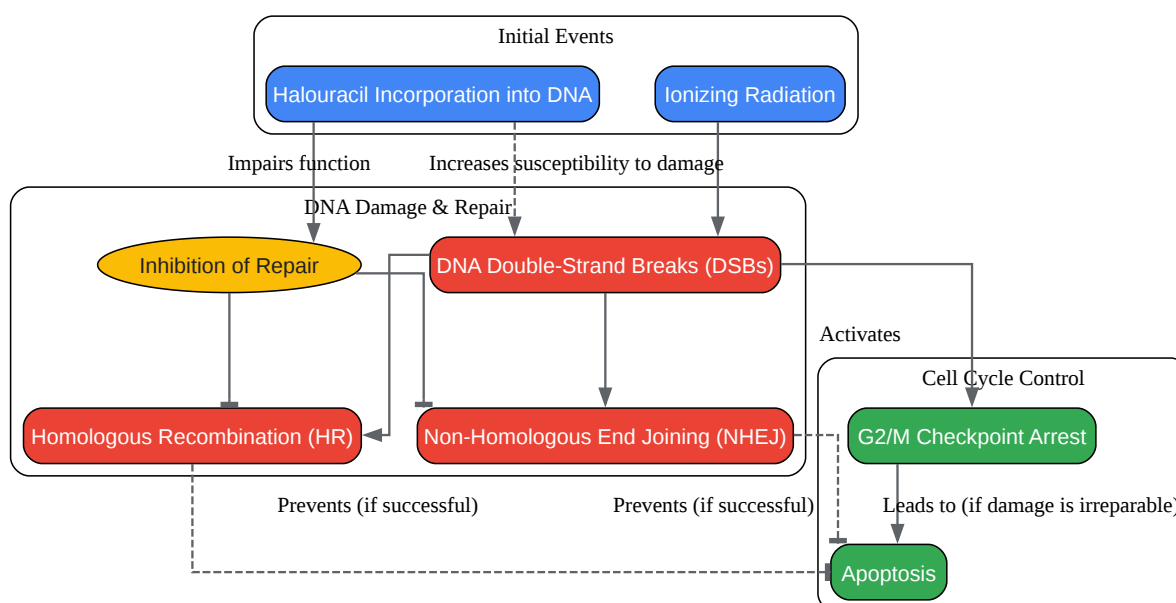 Initial Events
Halouracil Incorporation into DNA
Ionizing Radiation
Impairs function
Increases susceptibility to damage
DNA Damage & Repair
Inhibition of Repair
DNA Double-Strand Breaks (DSBs)
Activates
Cell Cycle Control
Homologous Recombination (HR)
Non-Homologous End Joining (NHEJ)
G2/M Checkpoint Arrest
Prevents (if successful)
Prevents (if successful)
Leads to (if damage is irreparable)
Apoptosis